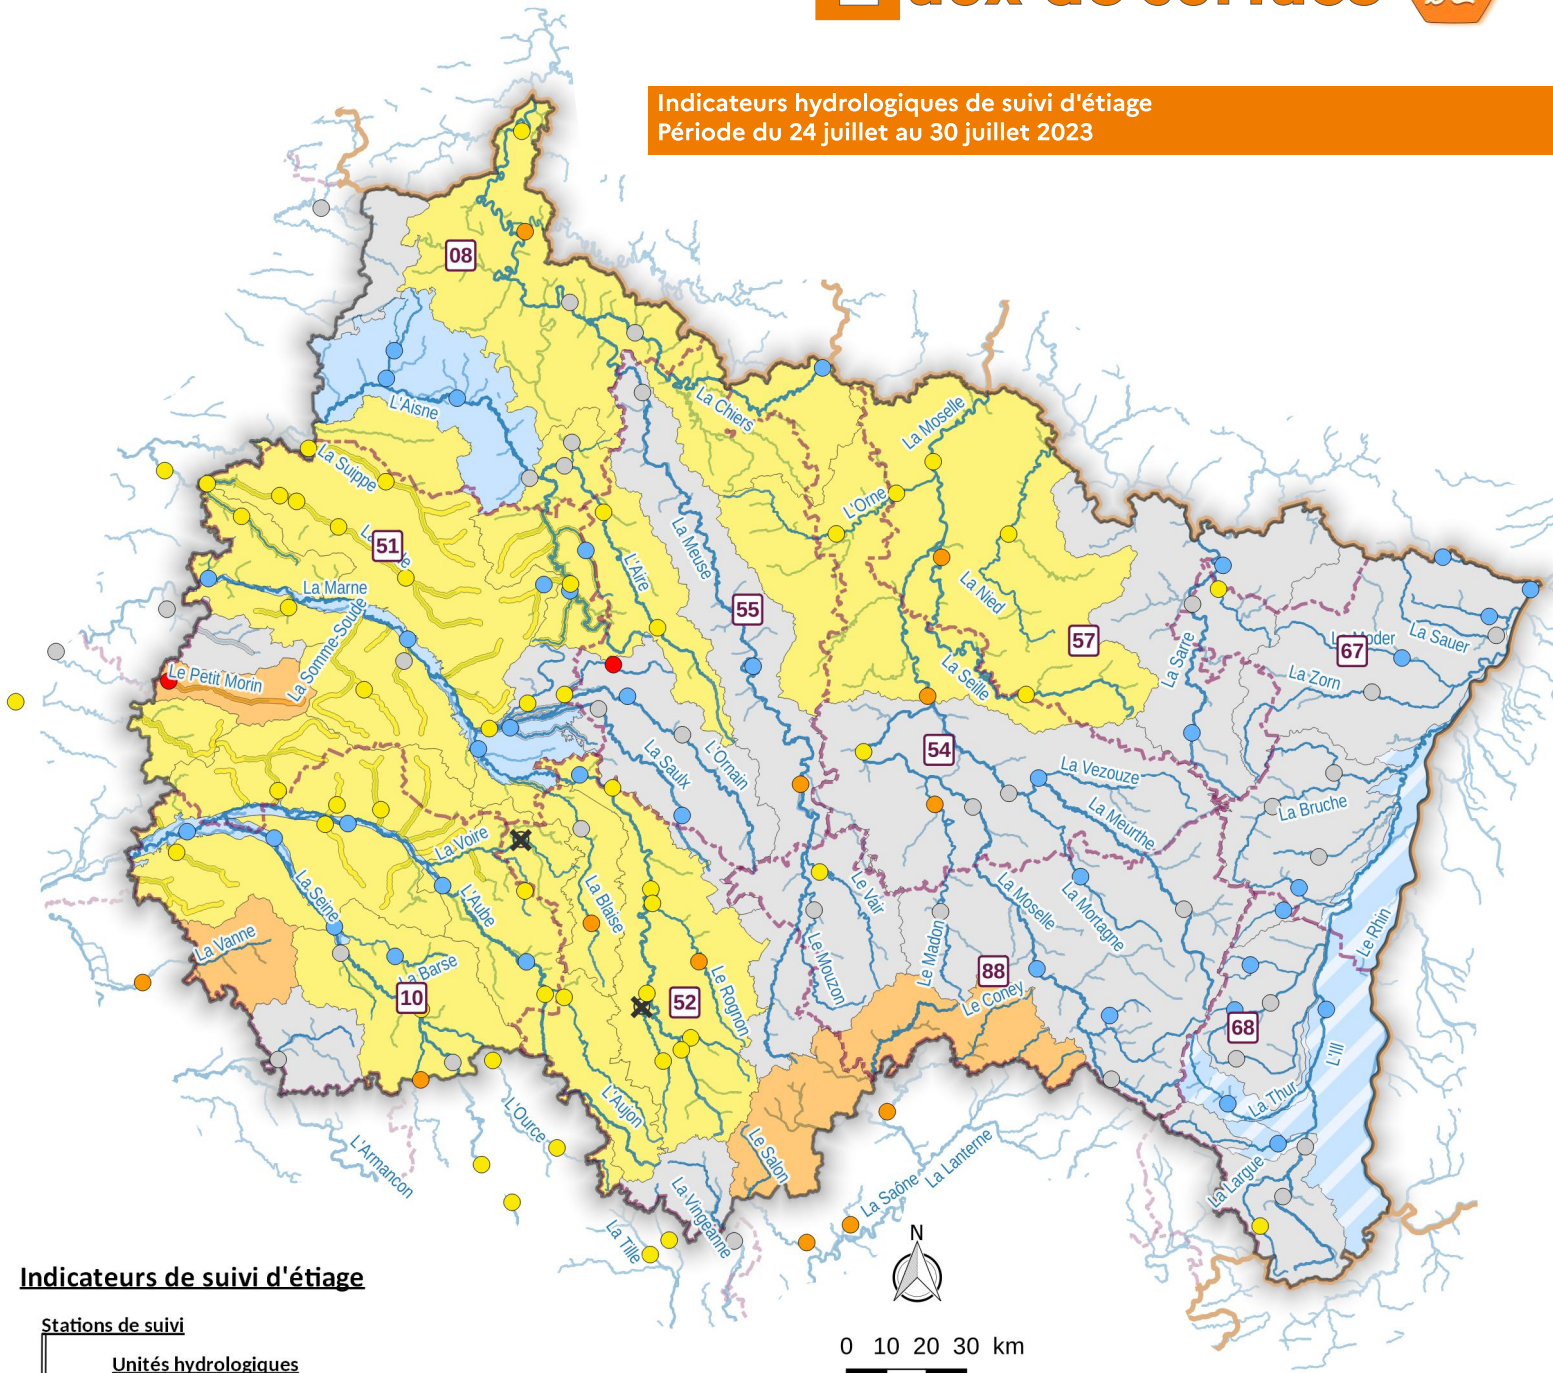 Indicateurs hydrologiques de suivi d'étiage
Période du 24 juillet au 30 juillet 2023
08
L'Aisne
La Chiers
La Moselle
La Suippe
L'Orne
51
La Meuse
L'Aire
La Nied
La Marne
55
57
La Somme-Soude
Le Petit Morin
La Seille
La Sarre
67
La Sauer
La Zorn
54
La Saulx
L'Ornain
La Vezouze
La Meurthe
La Bruche
La Voire
La Seine
L'Aube
La Blaise
Le Vair
La Moselle
La Mortagne
Le Rhin
La Vanne
La Barse
10
52
Le Rognon
Le Mouzon
Le Madon
88
Le Coney
68
L'Ill
La Thur
L'Aujon
L'Ource
L'Armançon
Le Salon
La Lanterne
La Saône
La Vingeanne
La Tille
La Largue
N
Indicateurs de suivi d'étiage
Stations de suivi
Unités hydrologiques
0 10 20 30 km